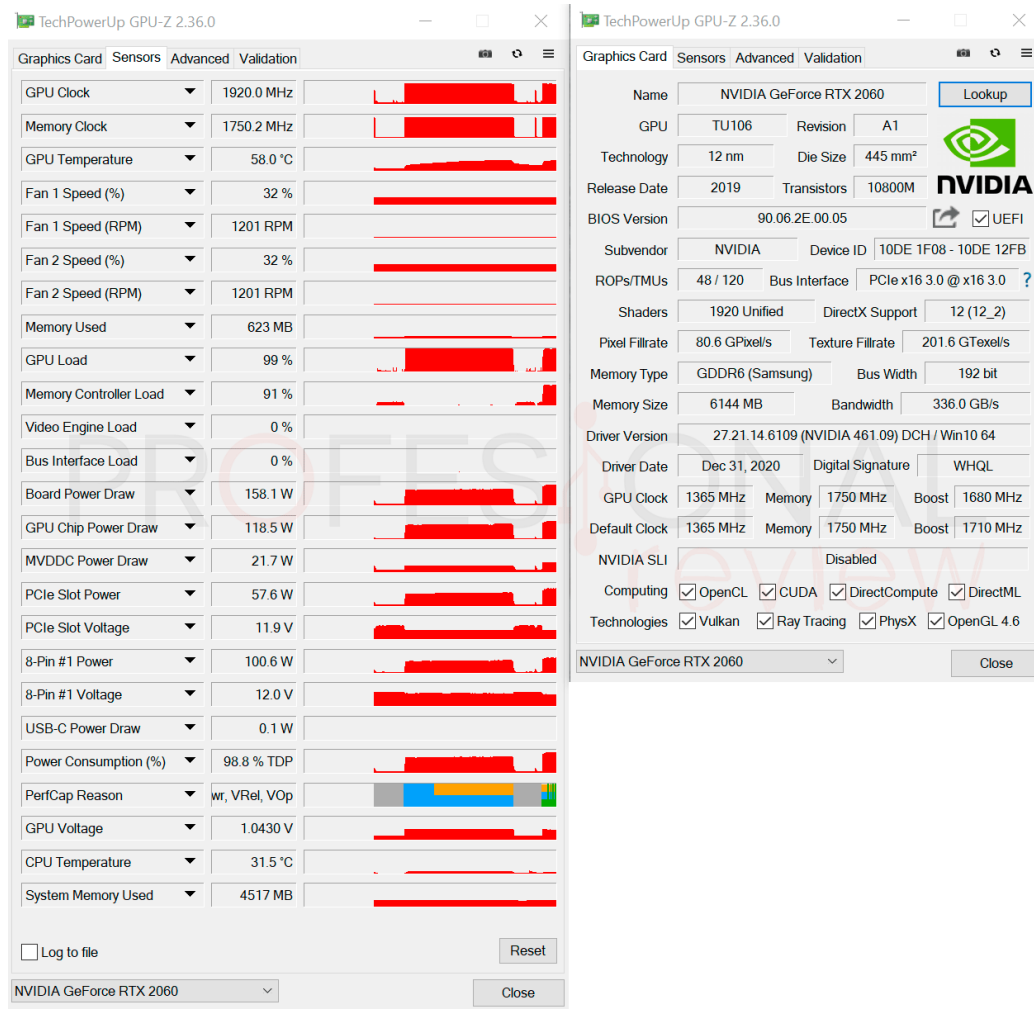 TechPowerUp GPU-Z 2.36.0
Graphics Card Sensors Advanced Validation
GPU Clock 1920.0 MHz
Memory Clock 1750.2 MHz
GPU Temperature 58.0 °C
Fan 1 Speed (%) 32 %
Fan 1 Speed (RPM) 1201 RPM
Fan 2 Speed (%) 32 %
Fan 2 Speed (RPM) 1201 RPM
Memory Used 623 MB
GPU Load 99 %
Memory Controller Load 91 %
Video Engine Load 0 %
Bus Interface Load 0 %
Board Power Draw 158.1 W
GPU Chip Power Draw 118.5 W
MVDDC Power Draw 21.7 W
PCIe Slot Power 57.6 W
PCIe Slot Voltage 11.9 V
8-Pin #1 Power 100.6 W
8-Pin #1 Voltage 12.0 V
USB-C Power Draw 0.1 W
Power Consumption (%) 98.8 % TDP
PerfCap Reason wr, VRel, VOp
GPU Voltage 1.0430 V
CPU Temperature 31.5 °C
System Memory Used 4517 MB
Log to file Reset
NVIDIA GeForce RTX 2060 Close
TechPowerUp GPU-Z 2.36.0
Graphics Card Sensors Advanced Validation
Name NVIDIA GeForce RTX 2060 Lookup
GPU TU106 Revision A1
Technology 12 nm Die Size 445 mm²
Release Date 2019 Transistors 10800M
NVIDIA
BIOS Version 90.06.2E.00.05 UEFI
Subvendor NVIDIA Device ID 10DE 1F08 - 10DE 12FB
ROPs/TMUs 48 / 120 Bus Interface PCIe x16 3.0 @ x16 3.0 ?
Shaders 1920 Unified DirectX Support 12 (12_2)
Pixel Fillrate 80.6 GPixel/s Texture Fillrate 201.6 GTexel/s
Memory Type GDDR6 (Samsung) Bus Width 192 bit
Memory Size 6144 MB Bandwidth 336.0 GB/s
Driver Version 27.21.14.6109 (NVIDIA 461.09) DCH / Win10 64
Driver Date Dec 31, 2020 Digital Signature WHQL
GPU Clock 1365 MHz Memory 1750 MHz Boost 1680 MHz
Default Clock 1365 MHz Memory 1750 MHz Boost 1710 MHz
NVIDIA SLI Disabled
Computing OpenCL CUDA DirectCompute DirectML
Technologies Vulkan Ray Tracing PhysX OpenGL 4.6
NVIDIA GeForce RTX 2060 Close
PROFESIONAL
review